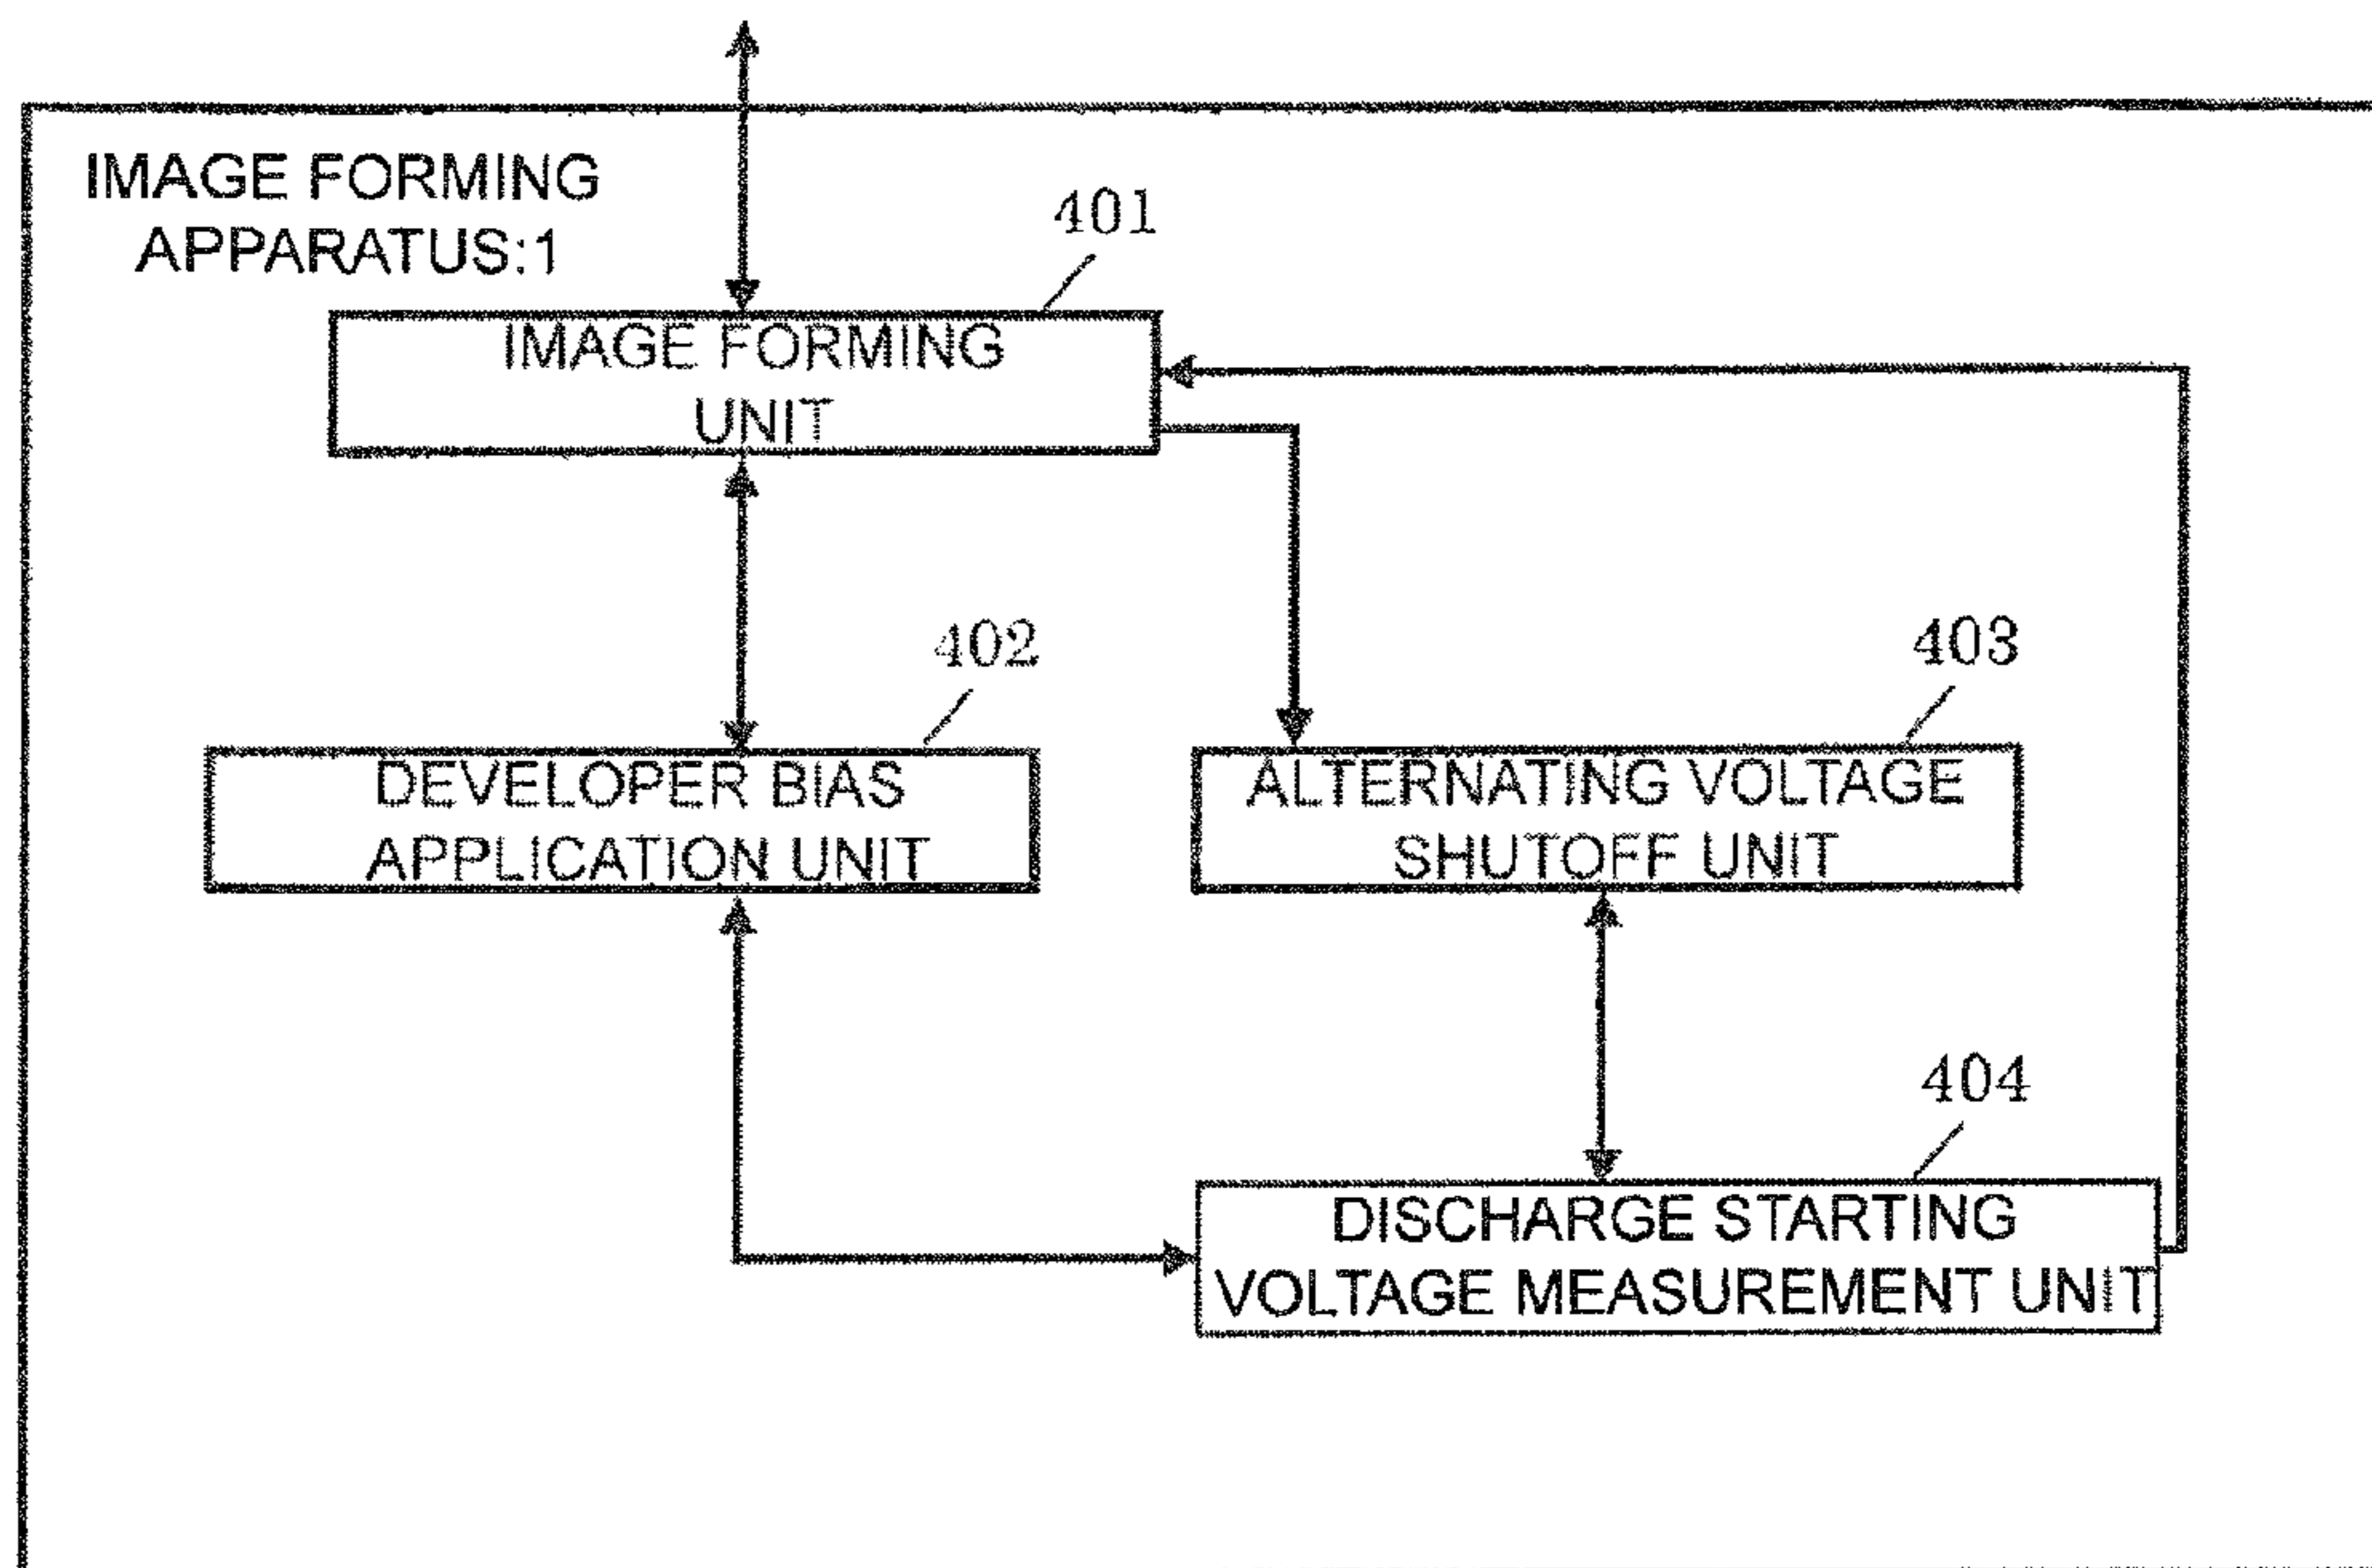 IMAGE FORMING
APPARATUS:1
401
IMAGE FORMING
UNIT
402
DEVELOPER BIAS
APPLICATION UNIT
403
ALTERNATING VOLTAGE
SHUTOFF UNIT
404
DISCHARGE STARTING
VOLTAGE MEASUREMENT UNIT